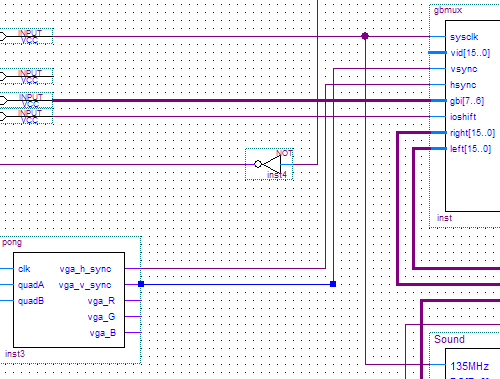 gbmux
INPUT
VCC
sysclk
vid[15..0]
vsync
INPUT
VCC
hsync
INPUT
VCC
gbi[7..6]
INPUT
VCC
ioshift
right[15..0]
left[15..0]
NOT
inst4
inst
pong
clk
vga_h_sync
quadA
vga_v_sync
quadB
vga_R
vga_G
vga_B
inst3
Sound
135MHz